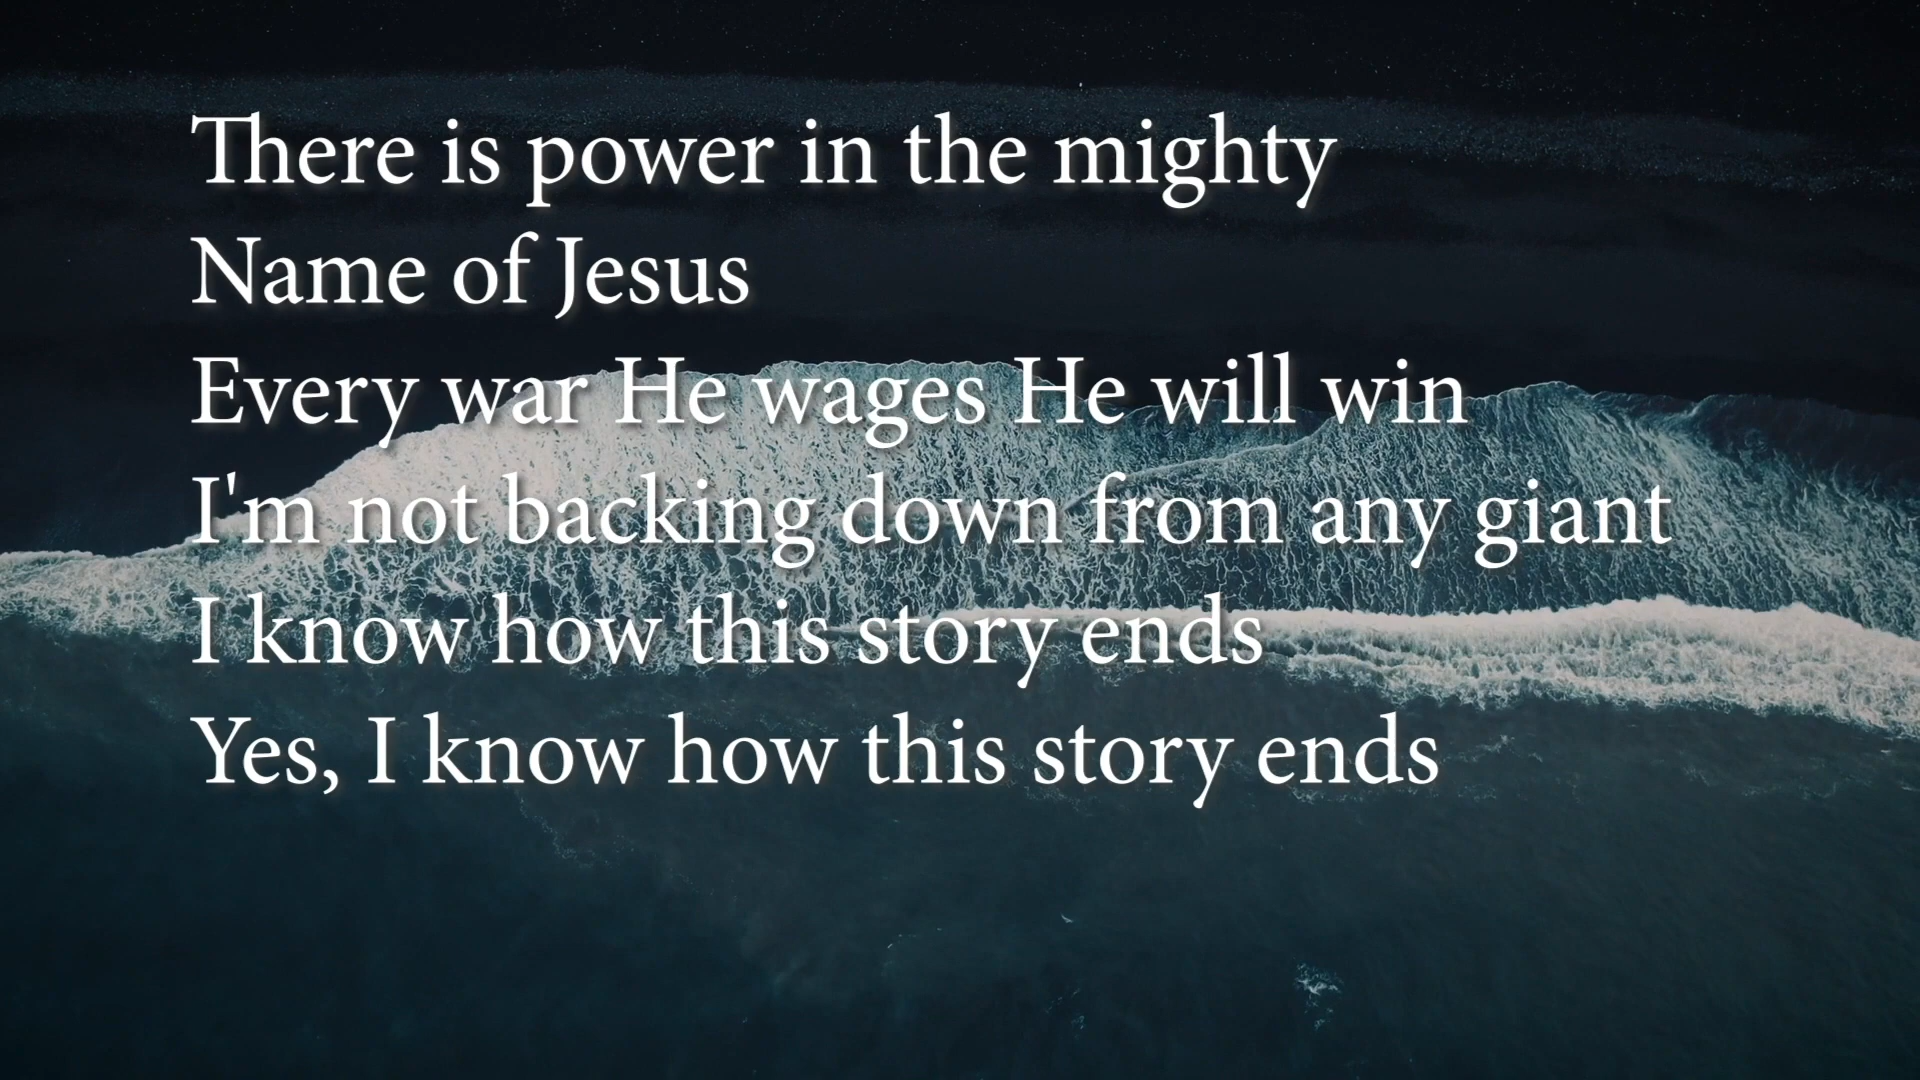 There is power in the mighty
Name of Jesus
Every war He wages He will win
I'm not backing down from any giant
I know how this story ends
Yes, I know how this story ends